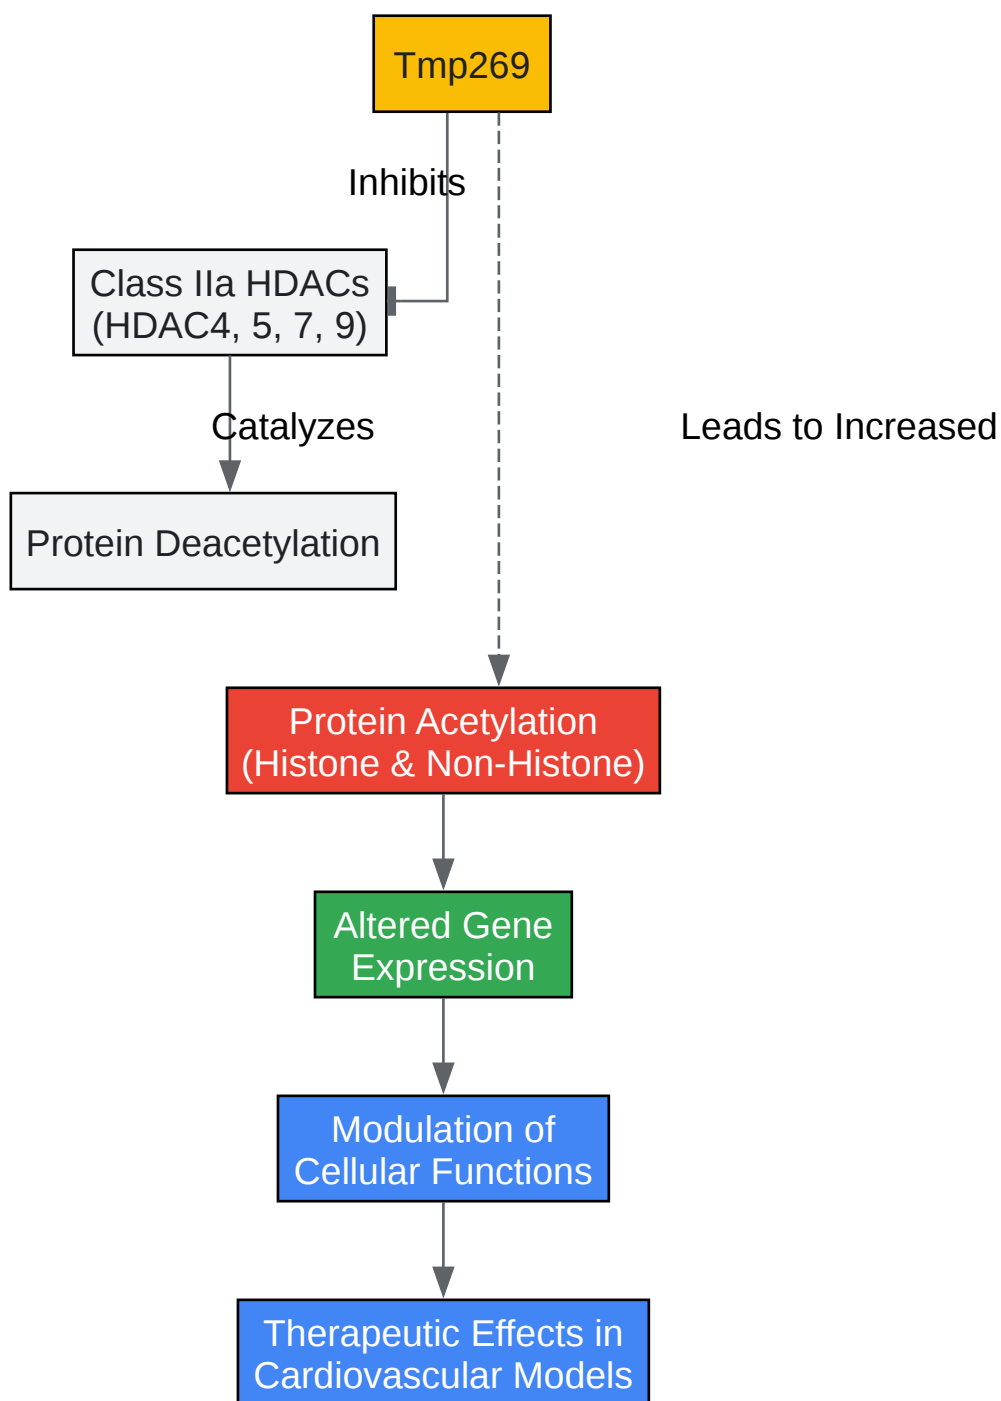 Tmp269
Inhibits
Class IIa HDACs
(HDAC4, 5, 7, 9)
Catalyzes
Leads to Increased
Protein Deacetylation
Protein Acetylation
(Histone & Non-Histone)
Altered Gene
Expression
Modulation of
Cellular Functions
Therapeutic Effects in
Cardiovascular Models